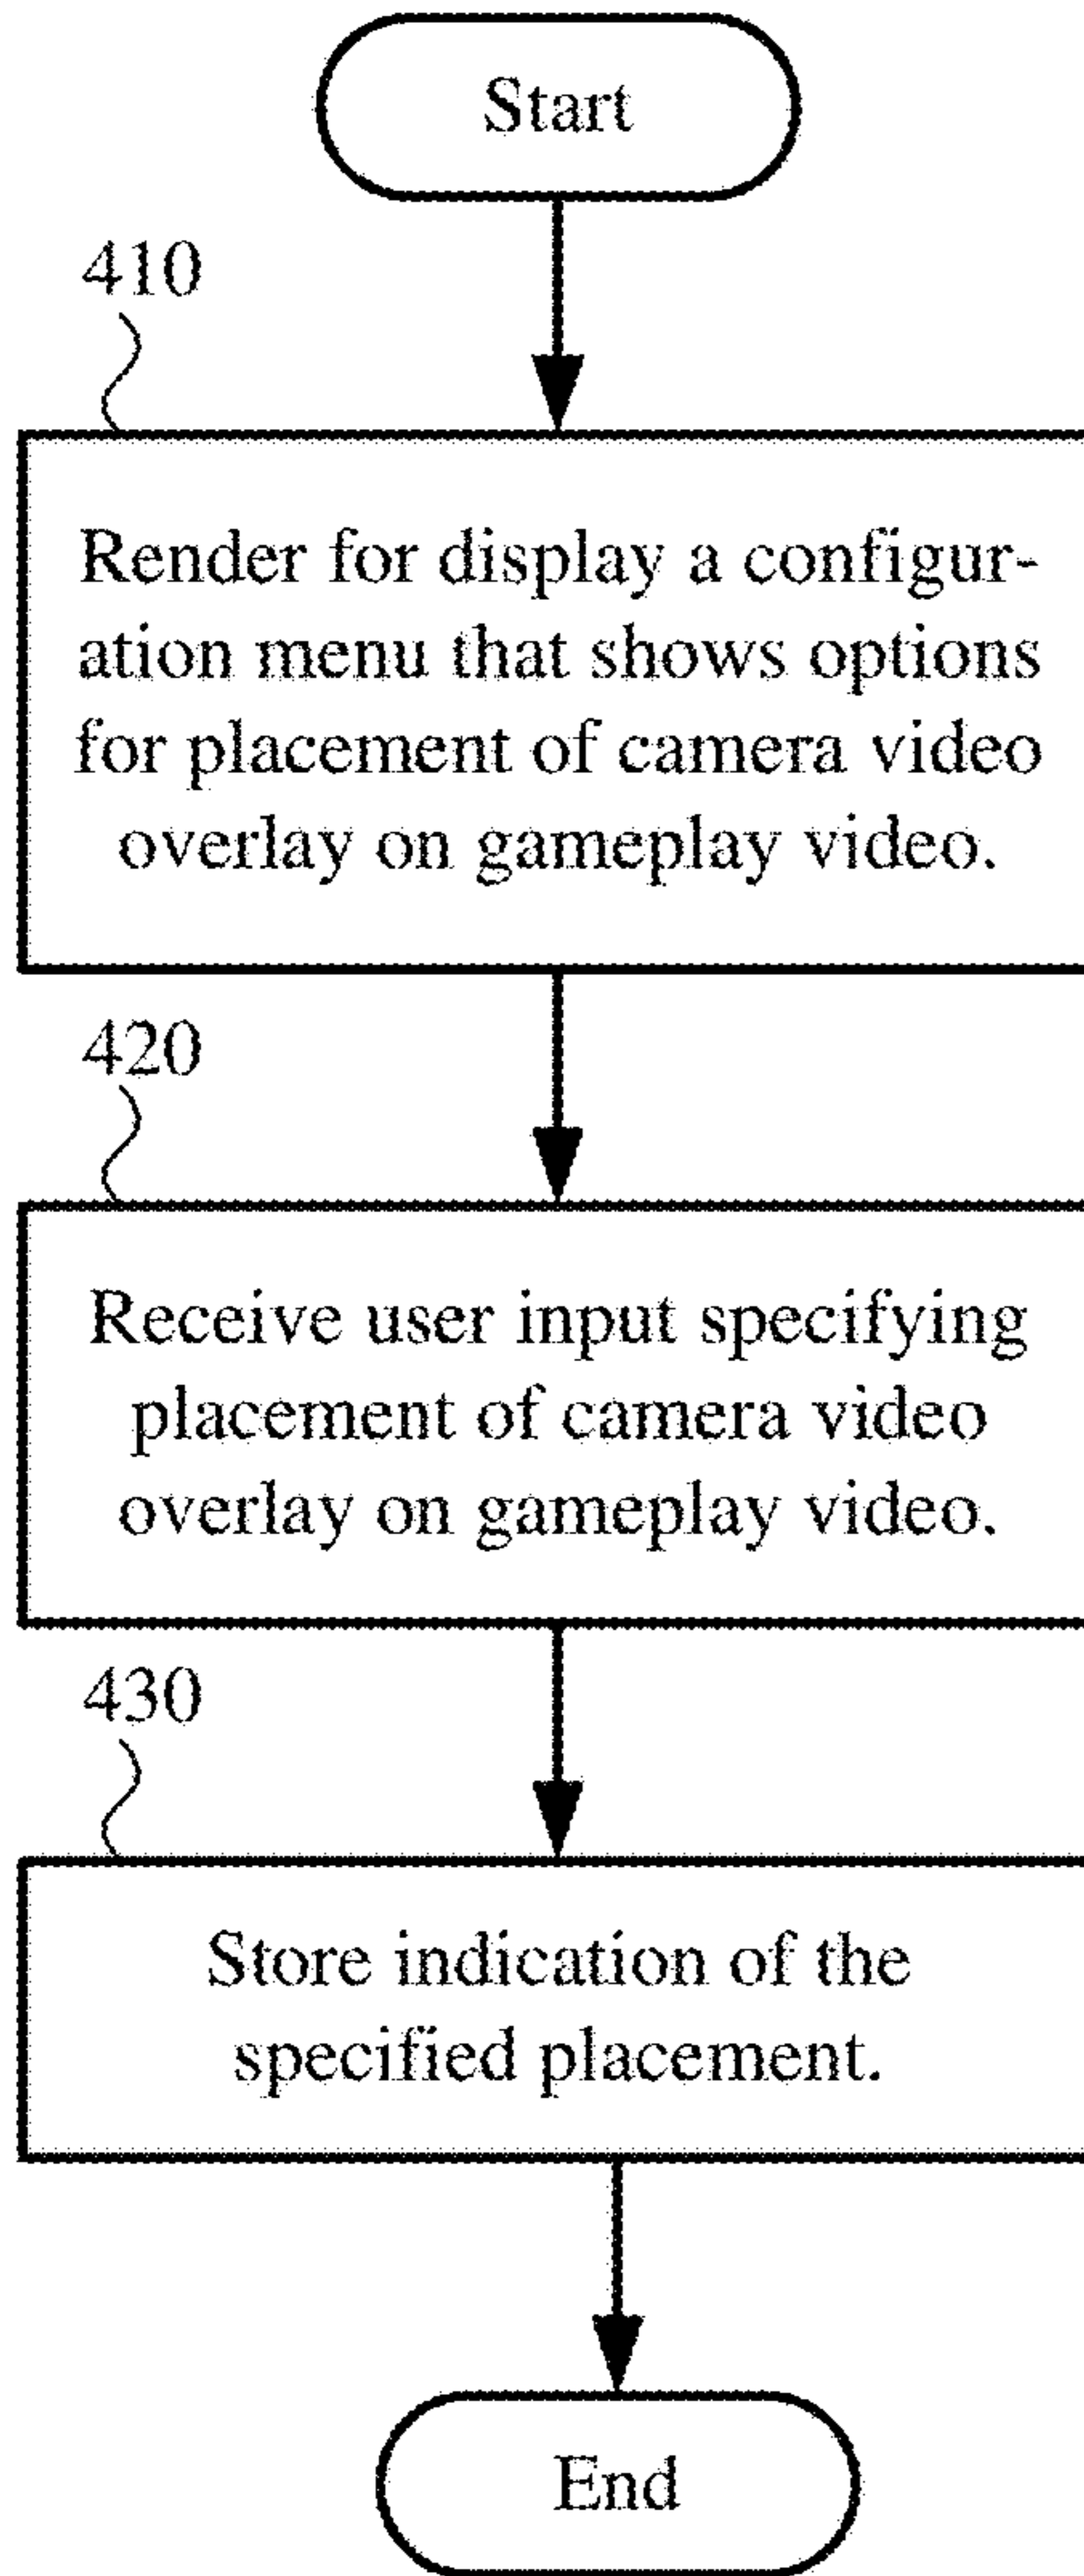 Start
410
Render for display a configur-
ation menu that shows options
for placement of camera video
overlay on gameplay video.
420
Receive user input specifying
placement of camera video
overlay on gameplay video.
430
Store indication of the
specified placement.
End